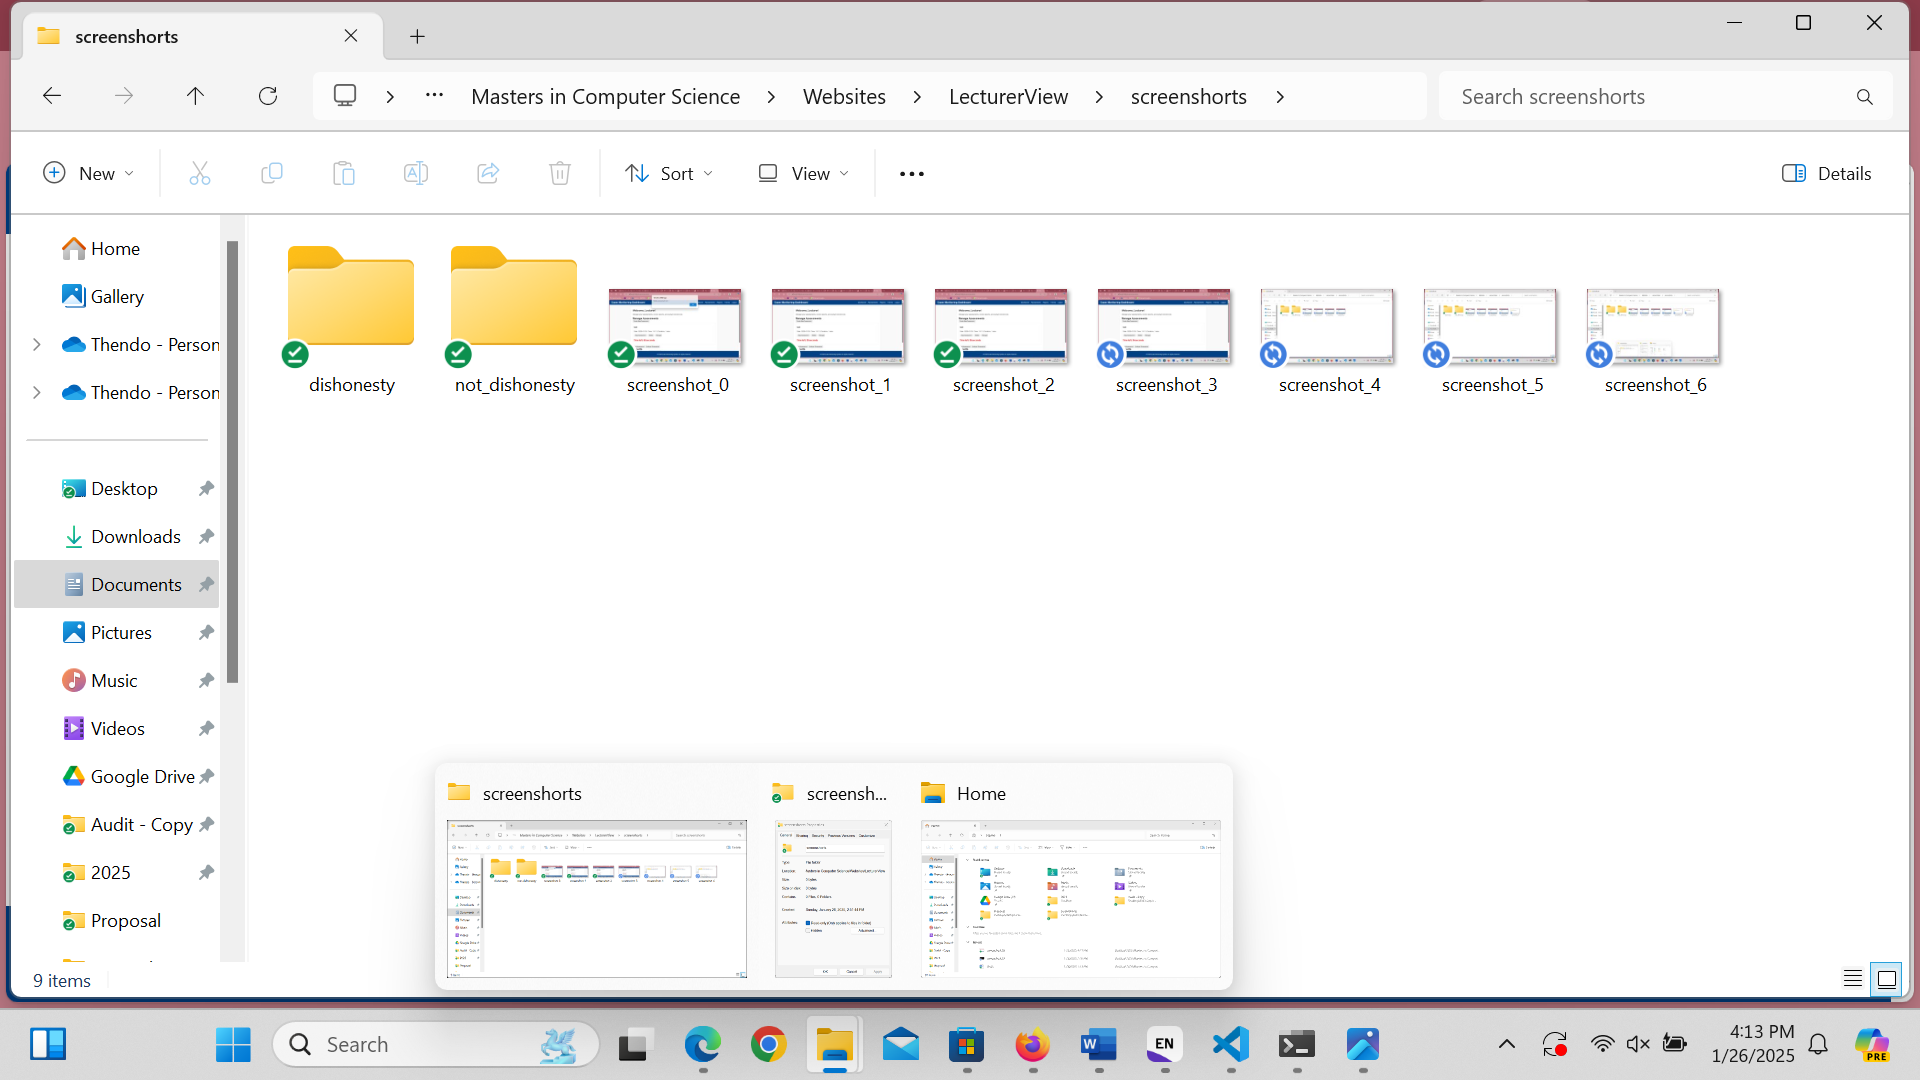 screenshorts
Masters in Computer Science
Websites
LecturerView
screenshorts
Search screenshorts
New
Sort
View
Details
Home
Gallery
Thendo - Person
Thendo - Person
Desktop
Downloads
Documents
Pictures
Music
Videos
Google Drive
Audit - Copy
2025
Proposal
dishonesty
not_dishonesty
screenshot_0
screenshot_1
screenshot_2
screenshot_3
screenshot_4
screenshot_5
screenshot_6
screenshorts
screensh...
Home
9 items
Search
EN
4:13 PM
1/26/2025
PRE